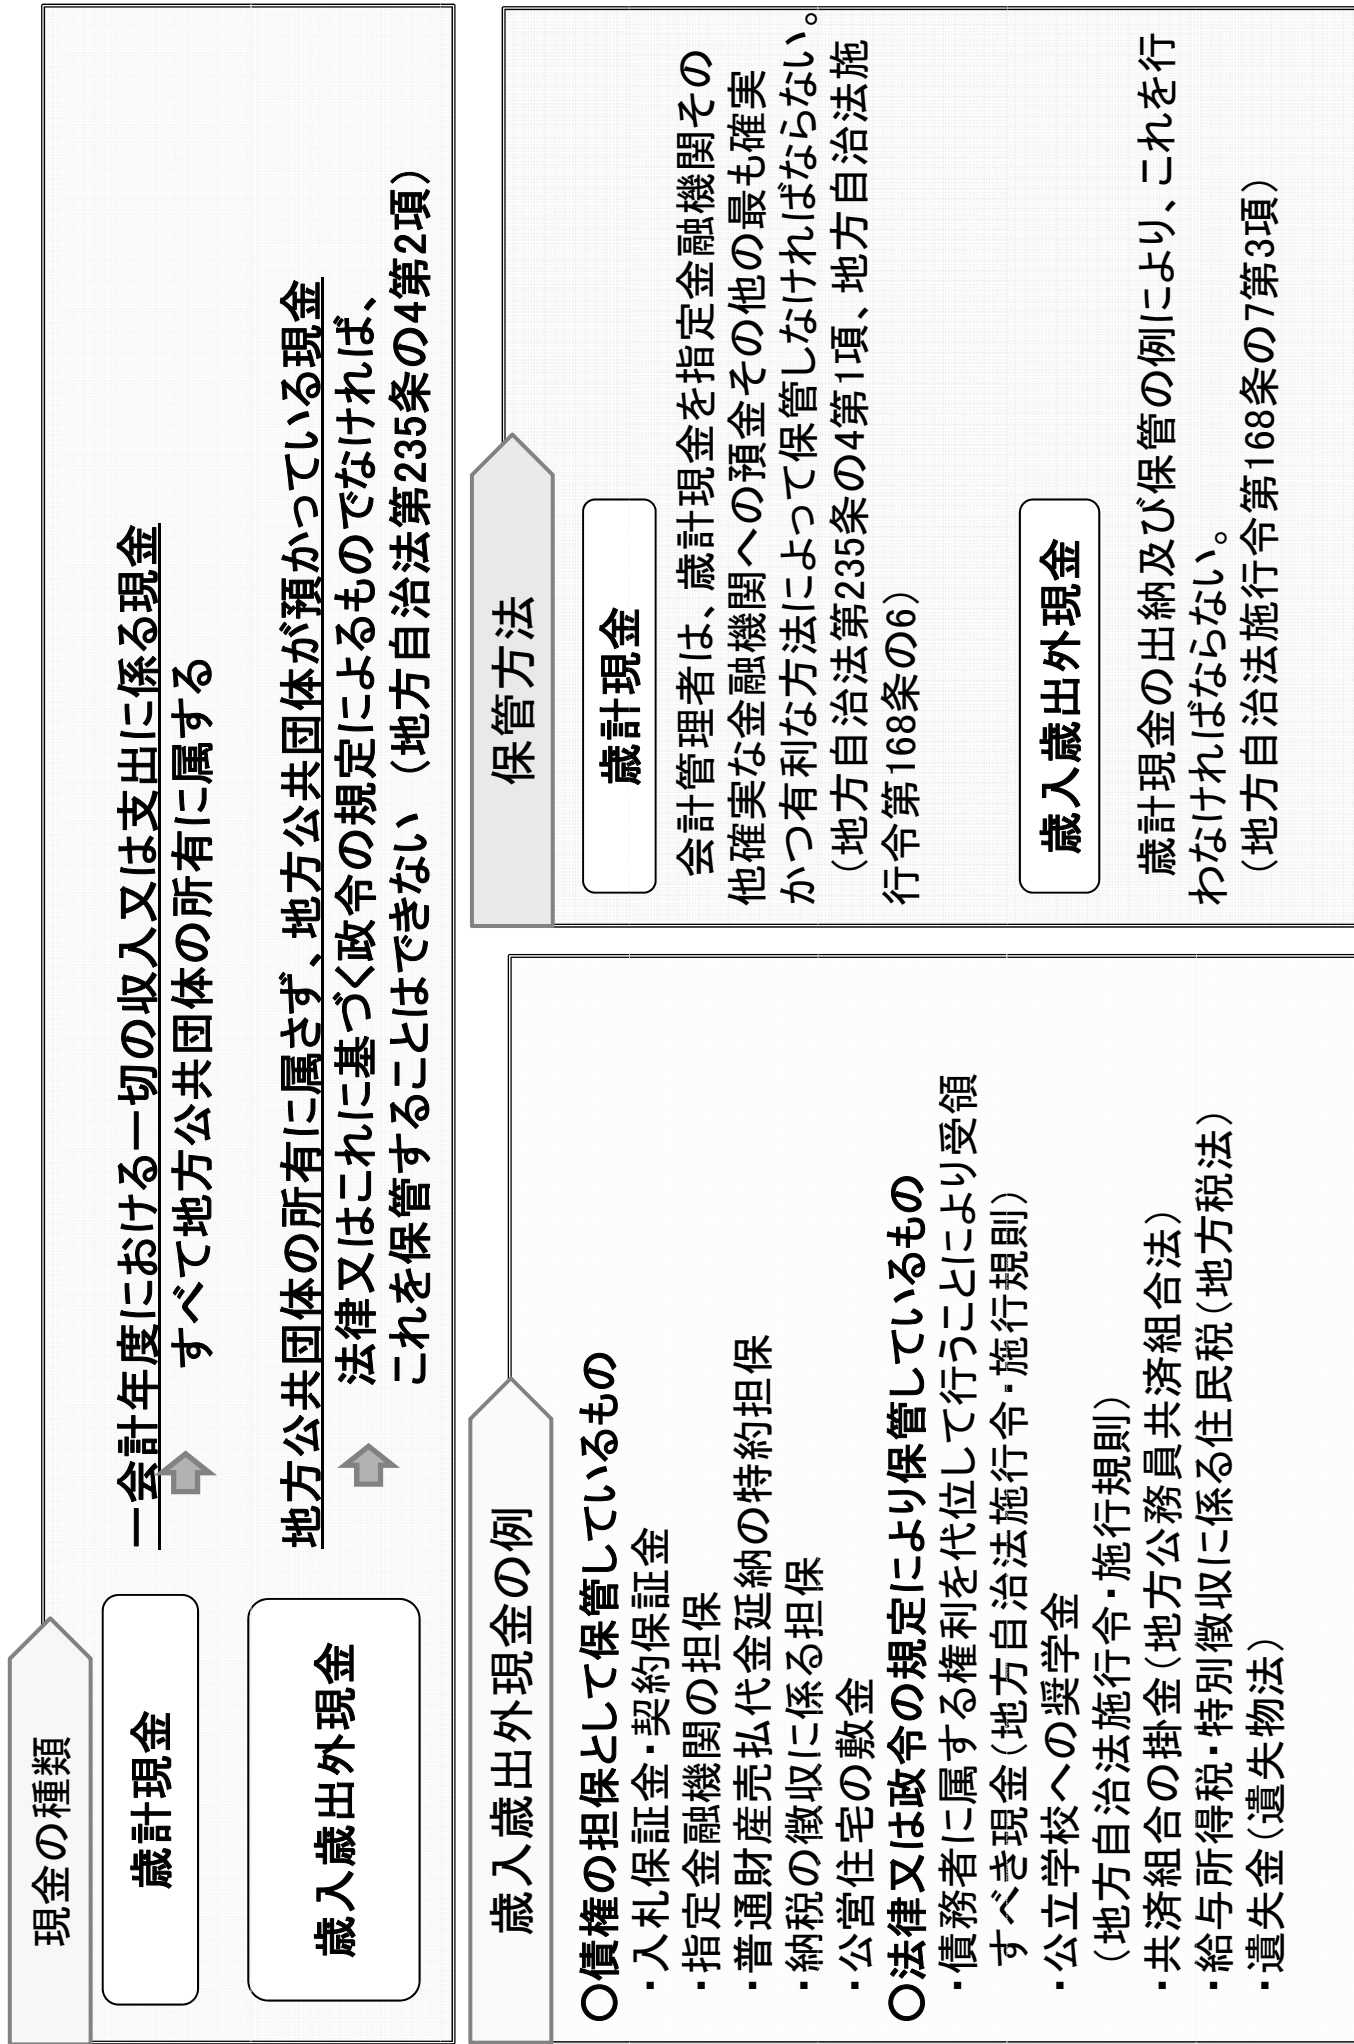 現金の種類
歳計現金
一会計年度における一切の収入又は支出に係る現金
すべて地方公共団体の所有に属する
歳入歳出外現金
地方公共団体の所有に属さず、地方公共団体が預かっている現金
法律又はこれに基づく政令の規定によるものでなければ、
これを保管することはできない（地方自治法第235条の4第2項）
歳入歳出外現金の例
○債権の担保として保管しているもの
・入札保証金・契約保証金
・指定金融機関の担保
・普通財産売払代金延納の特約担保
・納税の徴収に係る担保
・公営住宅の敷金
○法律又は政令の規定により保管しているもの
・債務者に属する権利を代位して行うことにより受領
すべき現金（地方自治法施行令・施行規則）
・公立学校への奨学金
（地方自治法施行令・施行規則）
・共済組合の掛金（地方公務員共済組合法）
・給与所得税・特別徴収に係る住民税（地方税法）
・遺失金（遺失物法）
保管方法
歳計現金
会計管理者は、歳計現金を指定金融機関その
他確実な金融機関への預金その他の最も確実
かつ有利な方法によって保管しなければならない。
（地方自治法第235条の4第1項、地方自治法施
行令第168条の6）
歳入歳出外現金
歳計現金の出納及び保管の例により、これを行
わなければならない。
（地方自治法施行令第168条の7第3項）